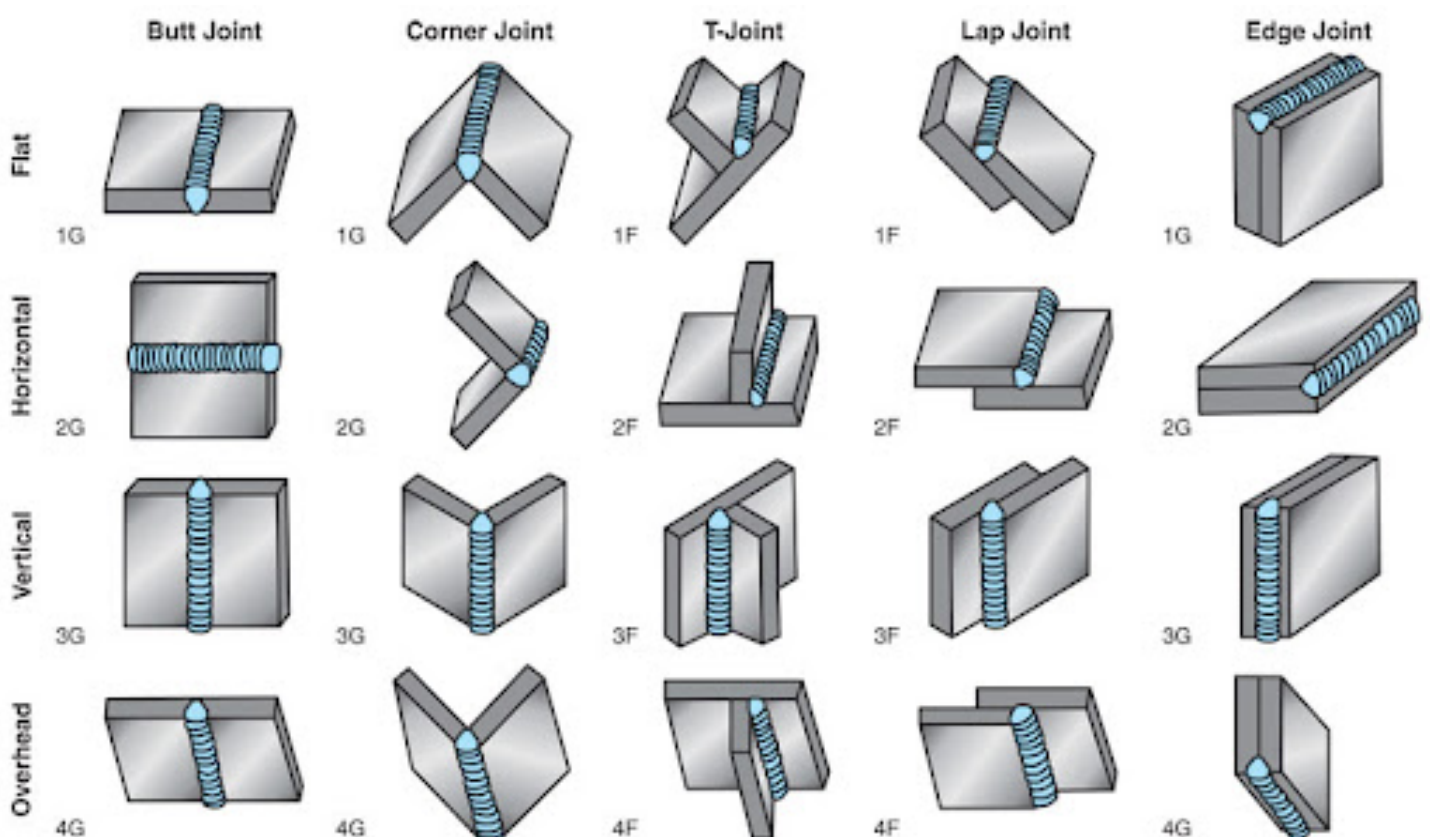 Butt Joint Corner Joint T-Joint Lap Joint Edge Joint
Flat
1G 1G 1F 1F 1G
Horizontal
2G 2G 2F 2F 2G
Vertical
3G 3G 3F 3F 3G
Overhead
4G 4G 4F 4F 4G